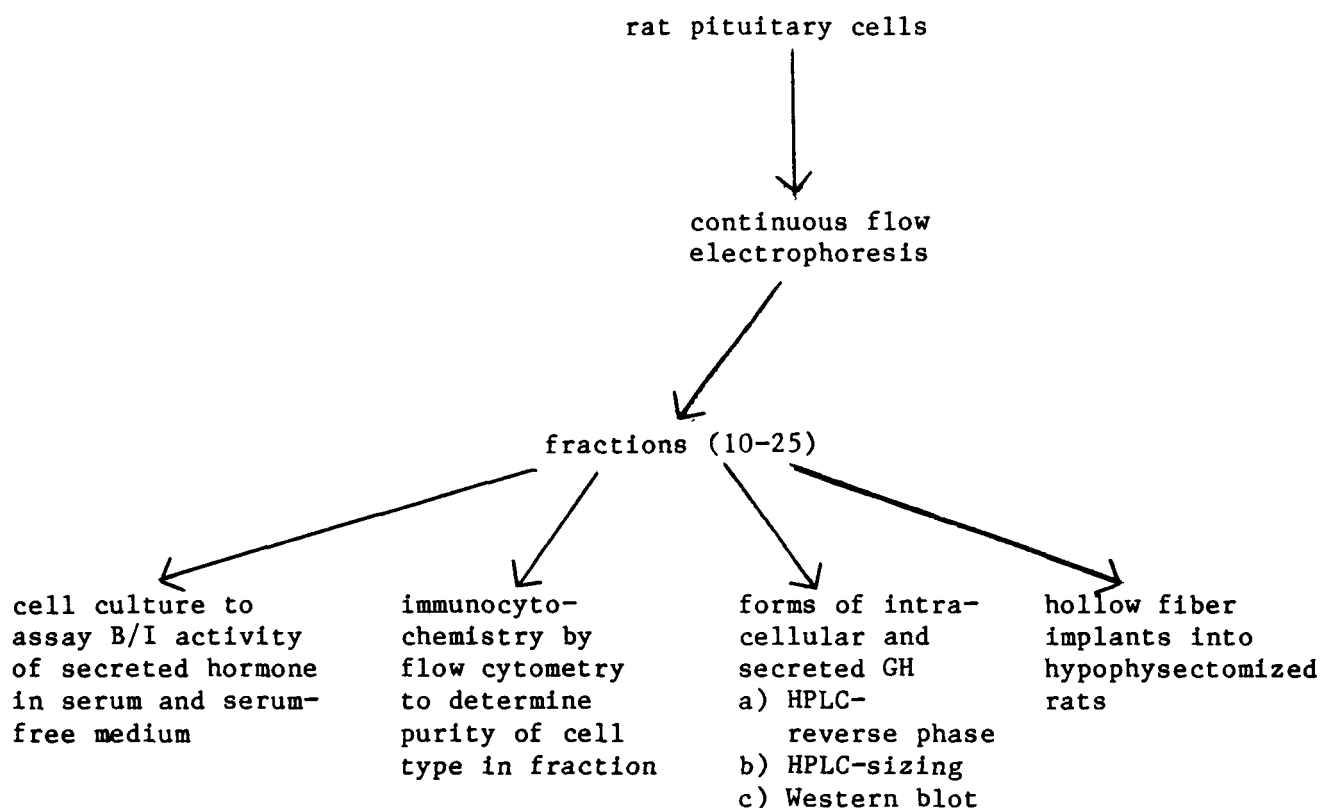 rat pituitary cells
continuous flow
electrophoresis
fractions (10-25)
cell culture to
assay B/I activity
of secreted hormone
in serum and serum-
free medium
immunocyto-
chemistry by
flow cytometry
to determine
purity of cell
type in fraction
forms of intra-
cellular and
secreted GH
a) HPLC-
reverse phase
b) HPLC-sizing
c) Western blot
hollow fiber
implants into
hypophysectomized
rats